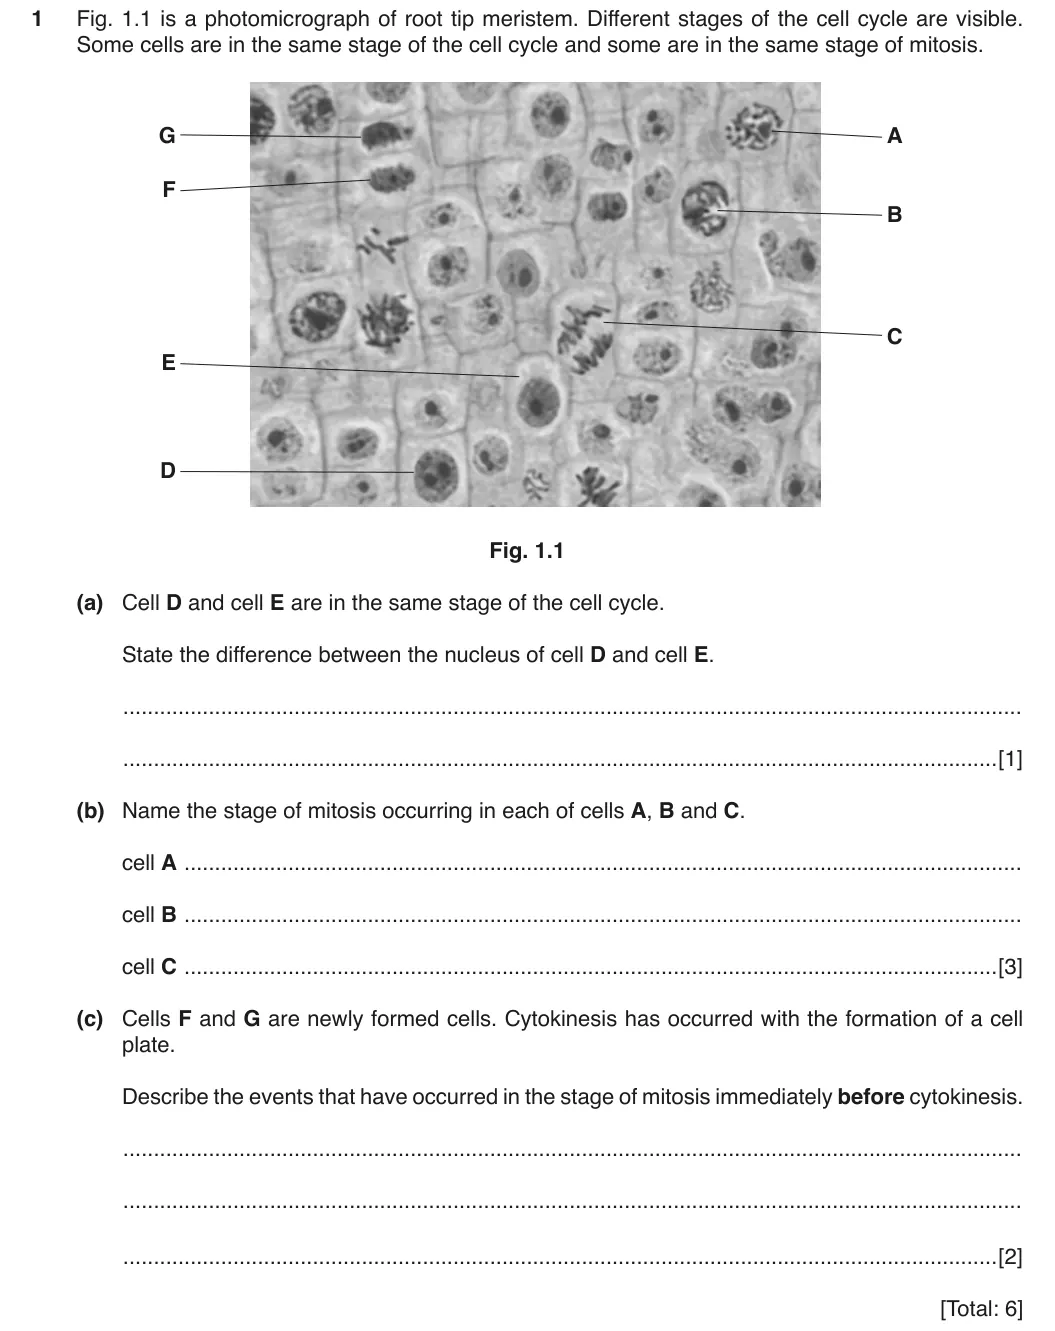 1 Fig. 1.1 is a photomicrograph of root tip meristem. Different stages of the cell cycle are visible.
Some cells are in the same stage of the cell cycle and some are in the same stage of mitosis.
G
A
F
B
C
E
D
Fig. 1.1
(a) Cell D and cell E are in the same stage of the cell cycle.
State the difference between the nucleus of cell D and cell E.
..........................................................................................................................................
......................................................................................................................................[1]
(b) Name the stage of mitosis occurring in each of cells A, B and C.
cell A ................................................................................................................................
cell B ................................................................................................................................
cell C ............................................................................................................................[3]
(c) Cells F and G are newly formed cells. Cytokinesis has occurred with the formation of a cell
plate.
Describe the events that have occurred in the stage of mitosis immediately before cytokinesis.
..........................................................................................................................................
..........................................................................................................................................
......................................................................................................................................[2]
[Total: 6]